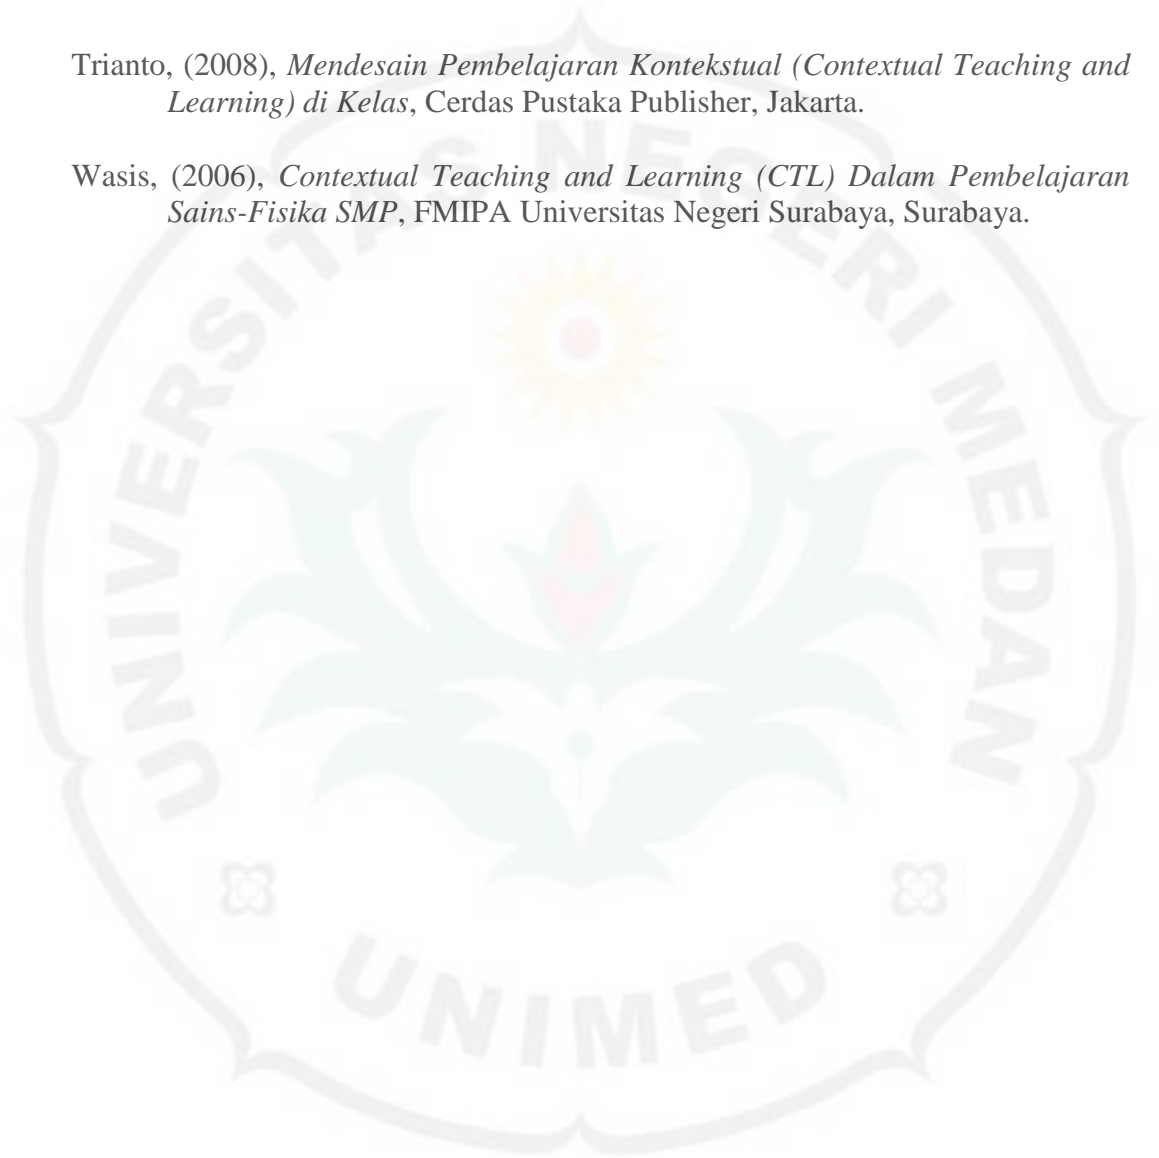 Trianto, (2008), Mendesain Pembelajaran Kontekstual (Contextual Teaching and
Learning) di Kelas, Cerdas Pustaka Publisher, Jakarta.
Wasis, (2006), Contextual Teaching and Learning (CTL) Dalam Pembelajaran
Sains-Fisika SMP, FMIPA Universitas Negeri Surabaya, Surabaya.
UNIVERSITAS NEGERI MEDAN
UNIMED